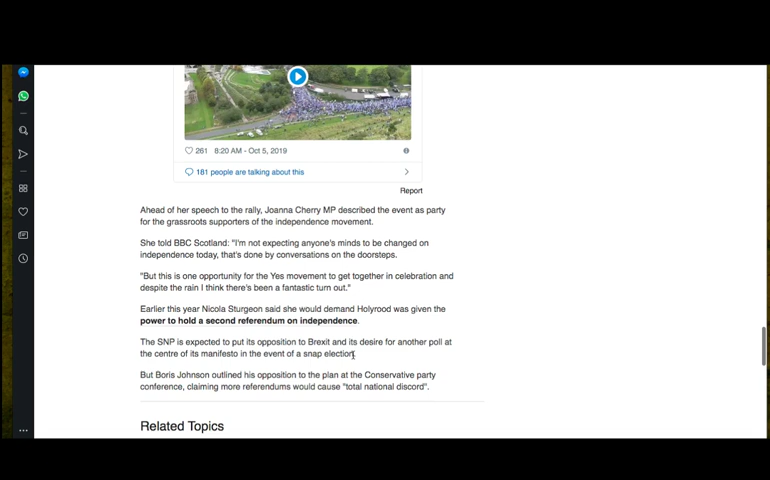 261 8:20 AM - Oct 5, 2019
181 people are talking about this
Report
Ahead of her speech to the rally, Joanna Cherry MP described the event as party
for the grassroots supporters of the independence movement.
She told BBC Scotland: "I'm not expecting anyone's minds to be changed on
independence today, that's done by conversations on the doorsteps.
"But this is one opportunity for the Yes movement to get together in celebration and
despite the rain I think there's been a fantastic turn out."
Earlier this year Nicola Sturgeon said she would demand Holyrood was given the
power to hold a second referendum on independence.
The SNP is expected to put its opposition to Brexit and its desire for another poll at
the centre of its manifesto in the event of a snap election.
But Boris Johnson outlined his opposition to the plan at the Conservative party
conference, claiming more referendums would cause "total national discord".
Related Topics